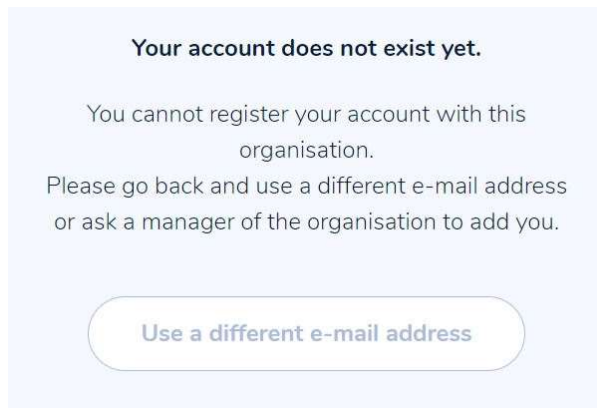 Your account does not exist yet.
You cannot register your account with this
organisation.
Please go back and use a different e-mail address
or ask a manager of the organisation to add you.
Use a different e-mail address